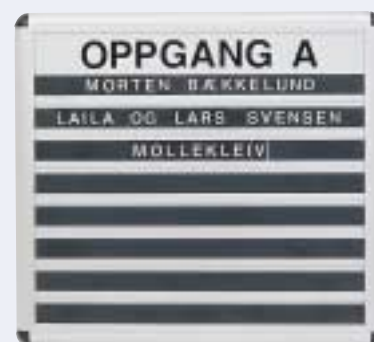 OPPGANG A
MORTEN BÆKKELUND
LAILA OG LARS SVENSEN
MOLLEKLEIV